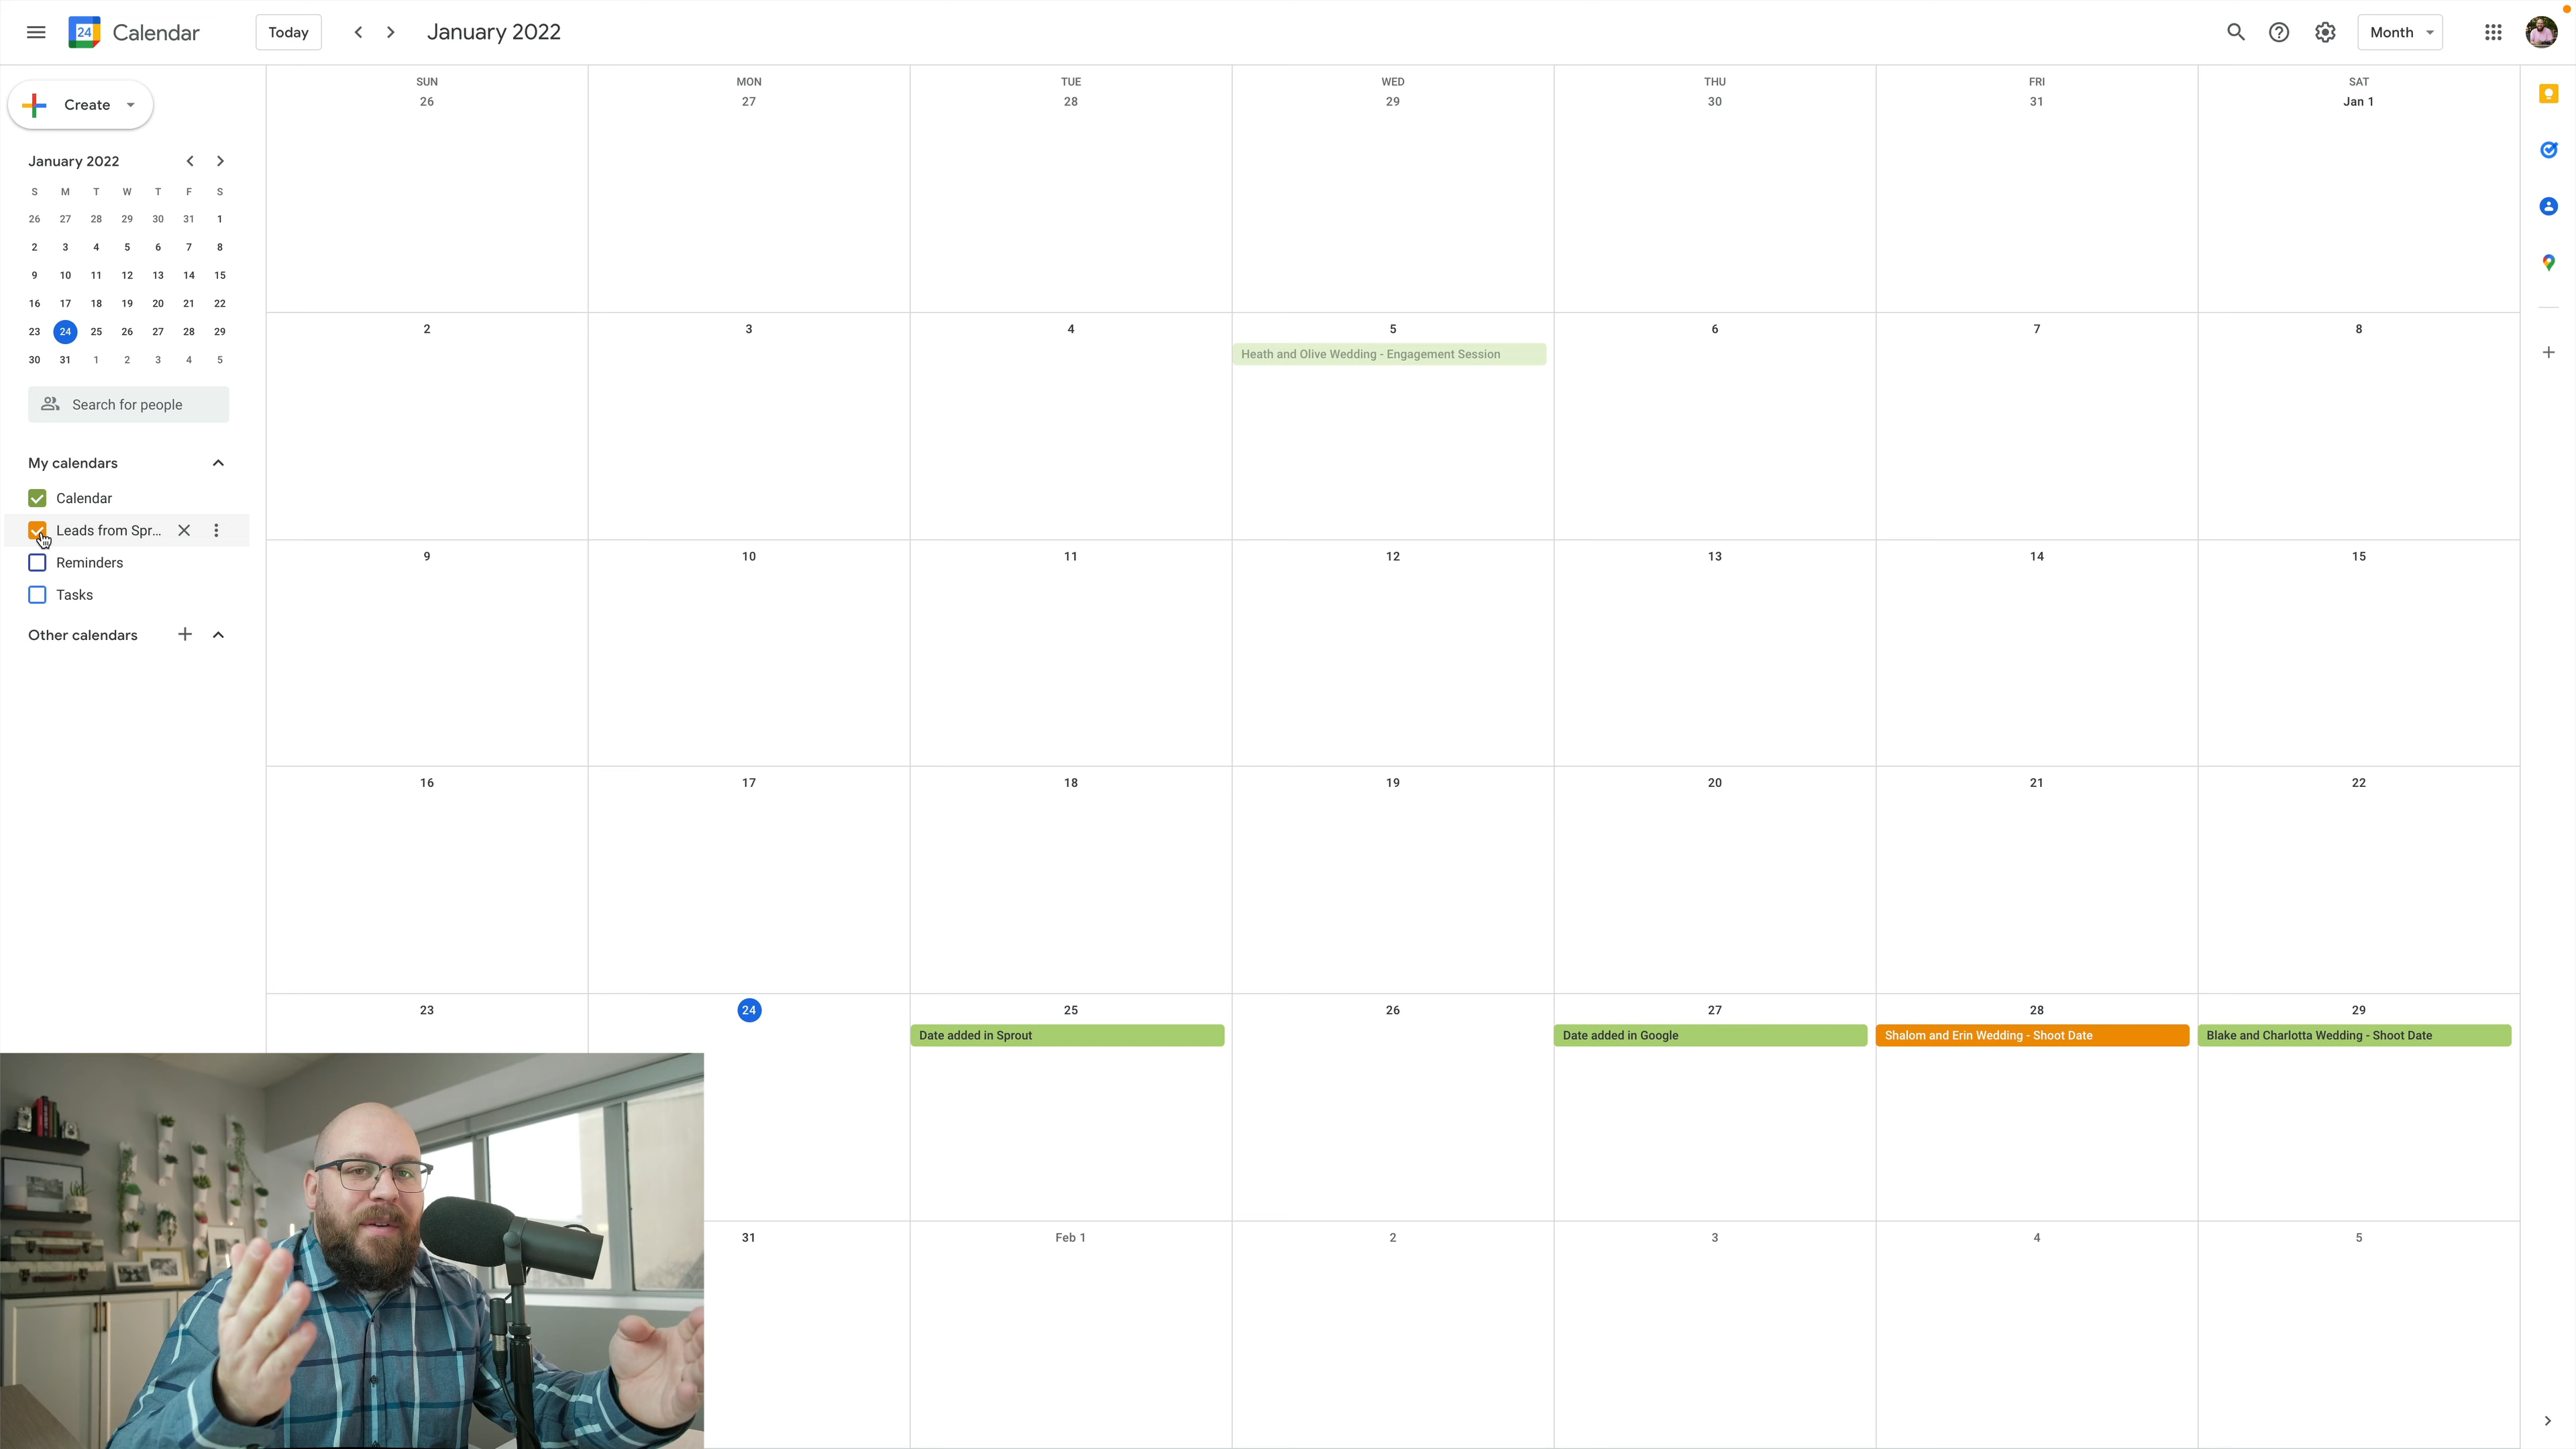 24 Calendar Today January 2022 Month
Create
January 2022
S M T W T F S
26 27 28 29 30 31 1
2 3 4 5 6 7 8
9 10 11 12 13 14 15
16 17 18 19 20 21 22
23 24 25 26 27 28 29
30 31 1 2 3 4 5
Search for people
My calendars
Calendar
Leads from Spr...
Reminders
Tasks
Other calendars
SUN MON TUE WED THU FRI SAT
26 27 28 29 30 31 Jan 1
2 3 4 5 6 7 8
Heath and Olive Wedding - Engagement Session
9 10 11 12 13 14 15
16 17 18 19 20 21 22
23 24 25 26 27 28 29
Date added in Sprout Date added in Google Shalom and Erin Wedding - Shoot Date Blake and Charlotta Wedding - Shoot Date
31 Feb 1 2 3 4 5